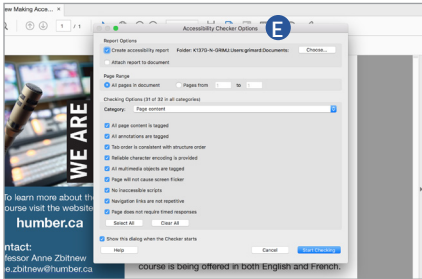 ew Making Acce... ×
1 / 1
E
Accessibility Checker Options
Report Options
Create accessibility report Folder: K137D-N-GRIMJ:Users:grimerd:Documents: Choose...
Attach report to document
Page Range
All pages in document Pages from 1 to 1
Checking Options (31 of 32 in all categories)
Category: Page content
All page content is tagged
All annotations are tagged
Tab order is consistent with structure order
Reliable character encoding is provided
All multimedia objects are tagged
Page will not cause screen flicker
No inaccessible scripts
Navigation links are not repetitive
Page does not require timed responses
Select All Clear All
Show this dialog when the Checker starts
Help Cancel Start Checking
WE ARE
To learn more about the
ourse visit the website
humber.ca
ntact:
fessor Anne Zbitnew
e.zbitnew@humber.ca
course is being offered in both English and French.